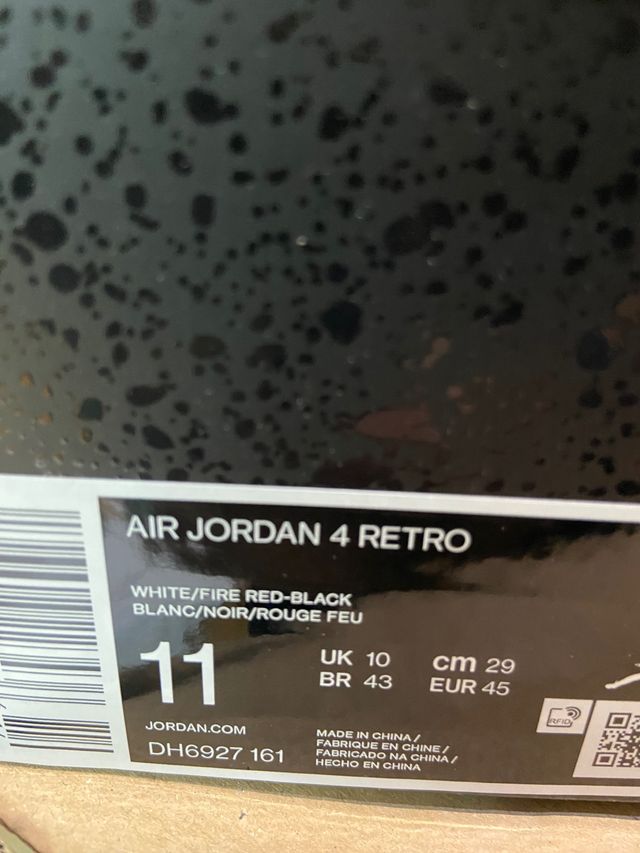 AIR JORDAN 4 RETRO
WHITE/FIRE RED-BLACK
BLANC/NOIR/ROUGE FEU
11
UK 10
cm 29
BR 43
EUR 45
JORDAN.COM
DH6927 161
MADE IN CHINA /
FABRIQUE EN CHINE /
FABRICADO NA CHINA /
HECHO EN CHINA
RFID